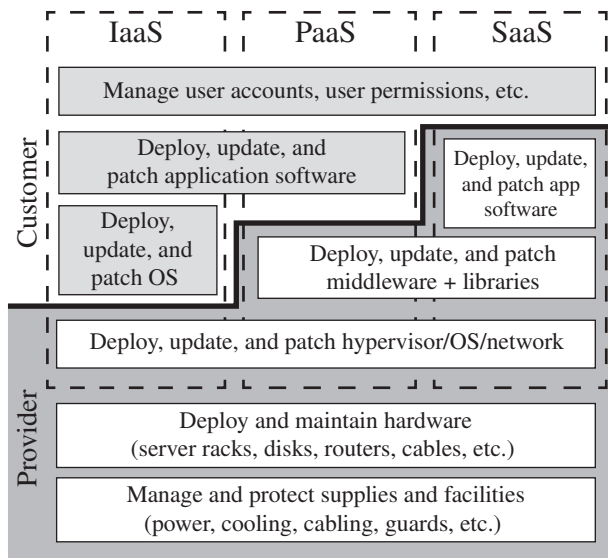 IaaS
PaaS
SaaS
Customer
Manage user accounts, user permissions, etc.
Deploy, update, and
patch application software
Deploy, update,
and patch app
software
Deploy,
update, and
patch OS
Deploy, update, and patch
middleware + libraries
Provider
Deploy, update, and patch hypervisor/OS/network
Deploy and maintain hardware
(server racks, disks, routers, cables, etc.)
Manage and protect supplies and facilities
(power, cooling, cabling, guards, etc.)